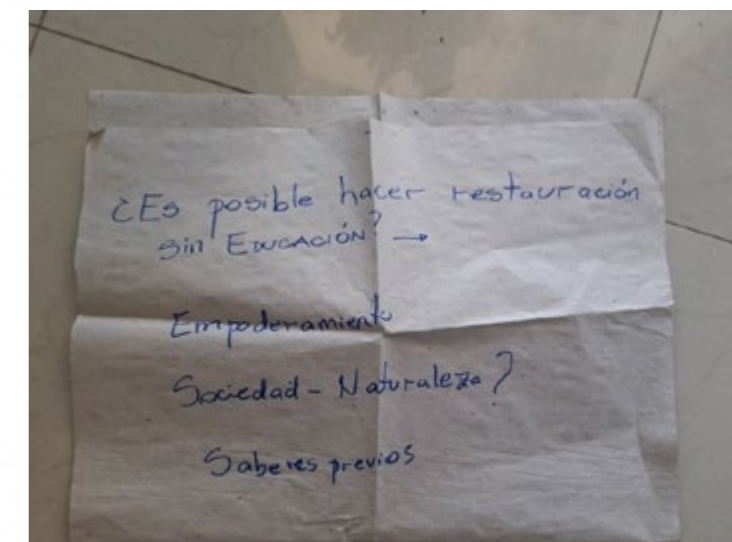 ¿Es posible hacer restauración
sin EDUCACIÓN? →
Empoderamiento
Sociedad - Naturaleza?
Saberes previos